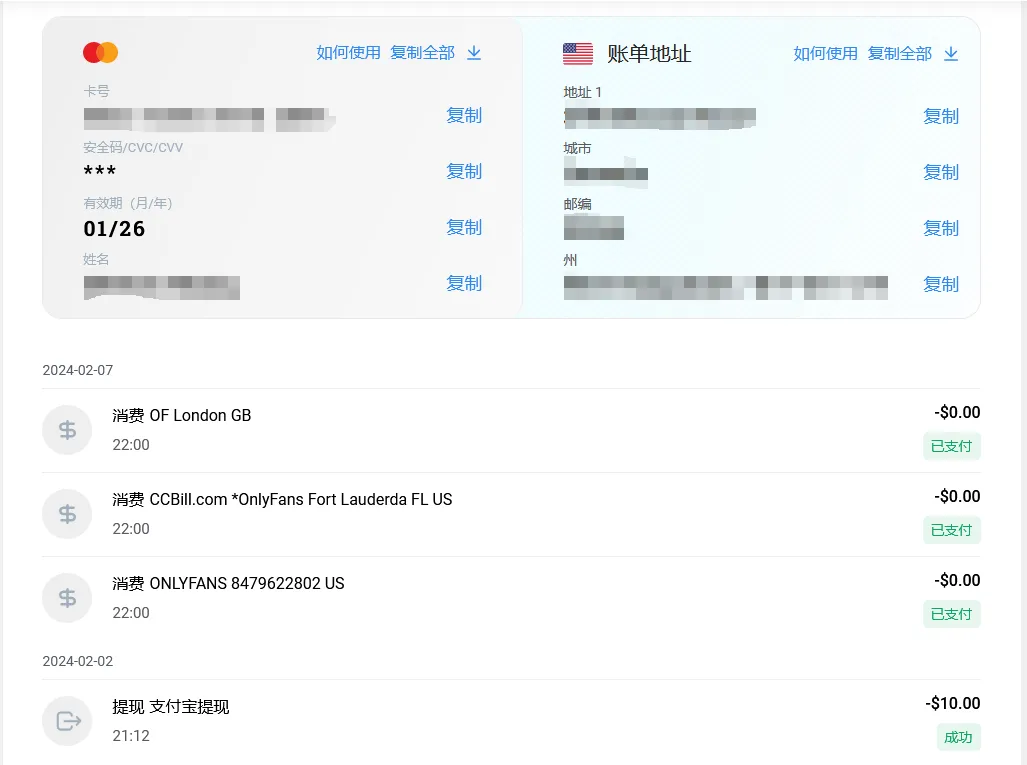 如何使用 复制全部
卡号
复制
安全码/CVC/CVV
***
复制
有效期（月/年）
01/26
复制
姓名
复制
账单地址
如何使用 复制全部
地址 1
复制
城市
复制
邮编
复制
州
复制
2024-02-07
消费 OF London GB
-$0.00
22:00
已支付
消费 CCBill.com *OnlyFans Fort Lauderda FL US
-$0.00
22:00
已支付
消费 ONLYFANS 8479622802 US
-$0.00
22:00
已支付
2024-02-02
提现 支付宝提现
-$10.00
21:12
成功